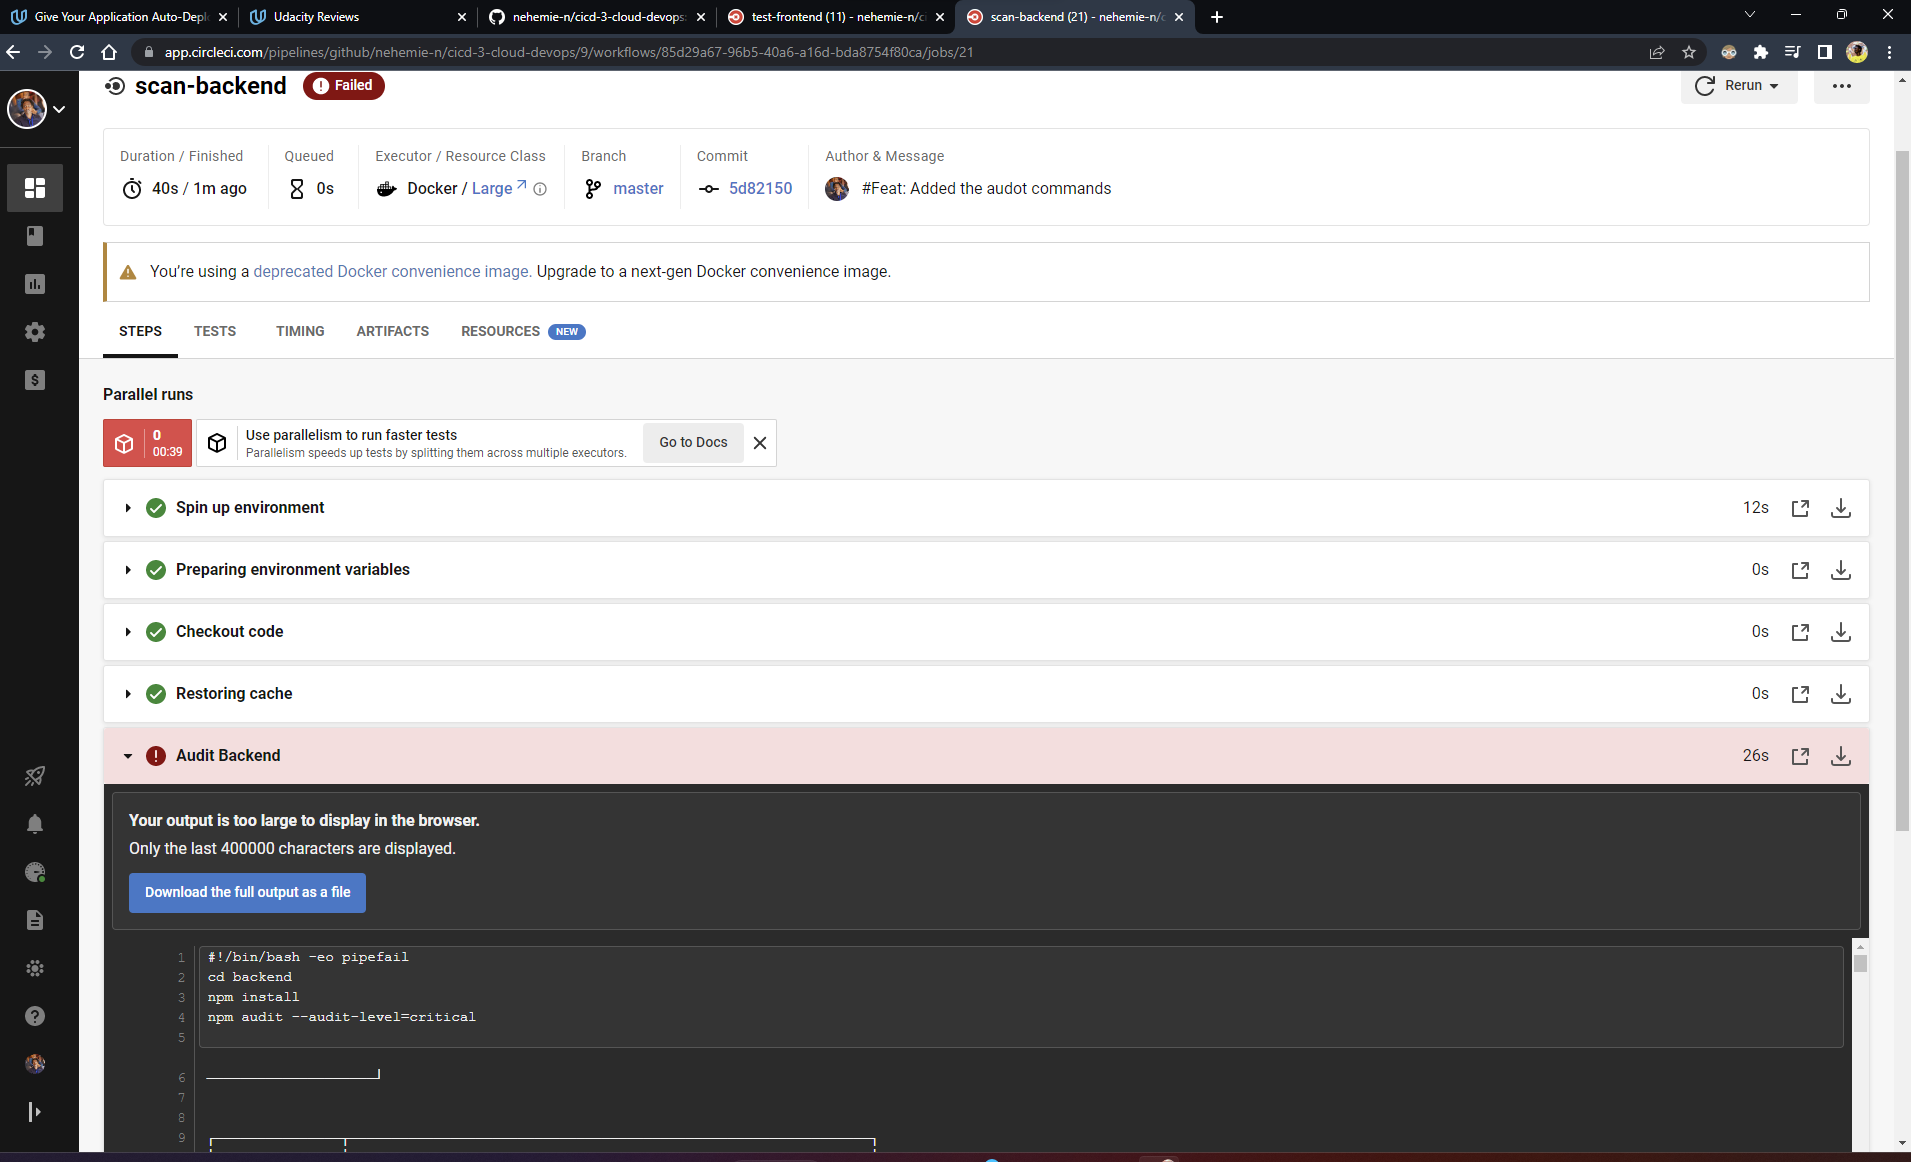 Give Your Application Auto-Depl
Udacity Reviews
nehemie-n/cicd-3-cloud-devops
test-frontend (11) - nehemie-n/ci
scan-backend (21) - nehemie-n/c
app.circleci.com/pipelines/github/nehemie-n/cicd-3-cloud-devops/9/workflows/85d29a67-96b5-40a6-a16d-bda8754f80ca/jobs/21
scan-backend
Failed
Rerun
Duration / Finished
Queued
Executor / Resource Class
Branch
Commit
Author & Message
40s / 1m ago
0s
Docker / Large
master
5d82150
#Feat: Added the audot commands
You're using a deprecated Docker convenience image. Upgrade to a next-gen Docker convenience image.
STEPS
TESTS
TIMING
ARTIFACTS
RESOURCES NEW
Parallel runs
0
00:39
Use parallelism to run faster tests
Parallelism speeds up tests by splitting them across multiple executors.
Go to Docs
Spin up environment
12s
Preparing environment variables
0s
Checkout code
0s
Restoring cache
0s
Audit Backend
26s
Your output is too large to display in the browser.
Only the last 400000 characters are displayed.
Download the full output as a file
1 #!/bin/bash -eo pipefail
2 cd backend
3 npm install
4 npm audit --audit-level=critical
5
6
7
8
9